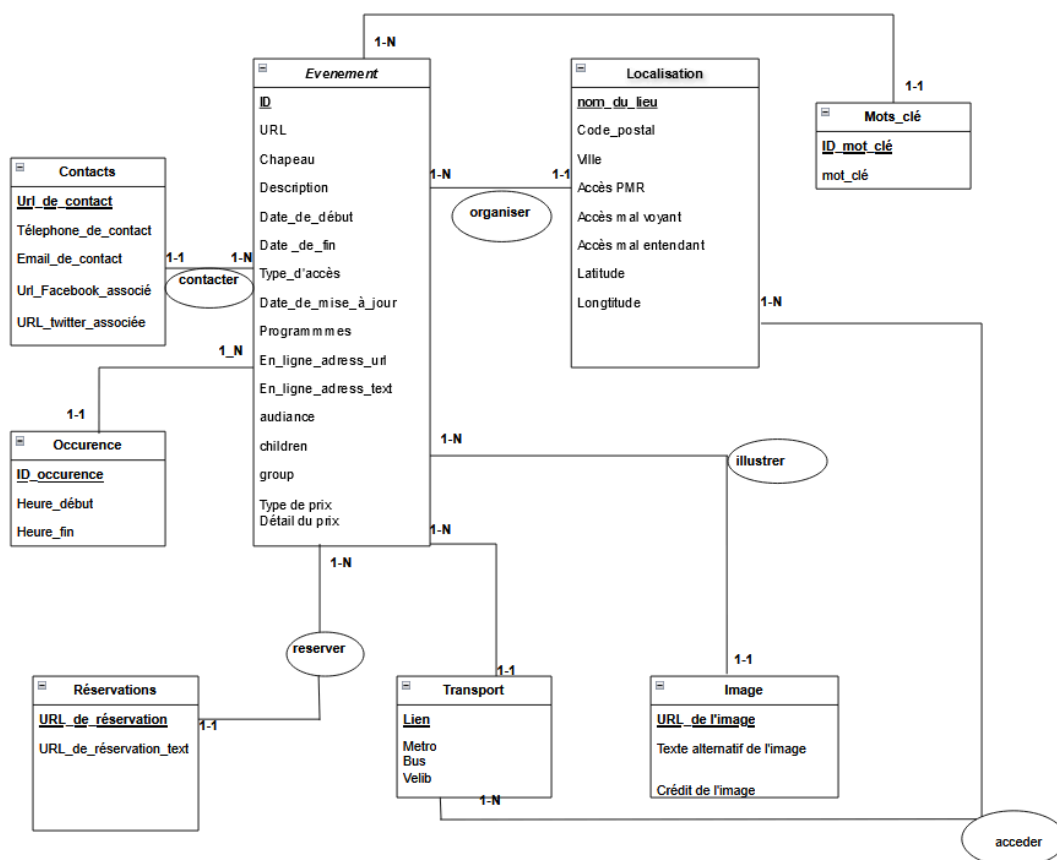 1-N
1-1
Evenement
ID
URL
Chapeau
Description
Date_de_début
Date _de_fin
Type_d'accès
Date_de_mise_à_jour
Programmmes
En_ligne_adress_url
En_ligne_adress_text
audiance
children
group
Type de prix
Détail du prix
Localisation
nom_du_lieu
Code_postal
Ville
Accès PMR
Accès mal voyant
Accès mal entendant
Latitude
Longtitude
Mots_clé
ID_mot_clé
mot_clé
1-N
1-1
organiser
Contacts
Url_de_contact
Télephone_de_contact
Email_de_contact
Url_Facebook_associé
URL_twitter_associée
1-1
1-N
contacter
1_N
1-1
Occurence
ID_occurence
Heure_début
Heure_fin
1-N
1-N
illustrer
1-N
1-N
reserver
1-1
1-1
Réservations
URL_de_réservation
URL_de_réservation_text
1-1
Transport
Lien
Metro
Bus
Velib
1-N
Image
URL_de l'image
Texte alternatif de l'image
Crédit de l'image
acceder